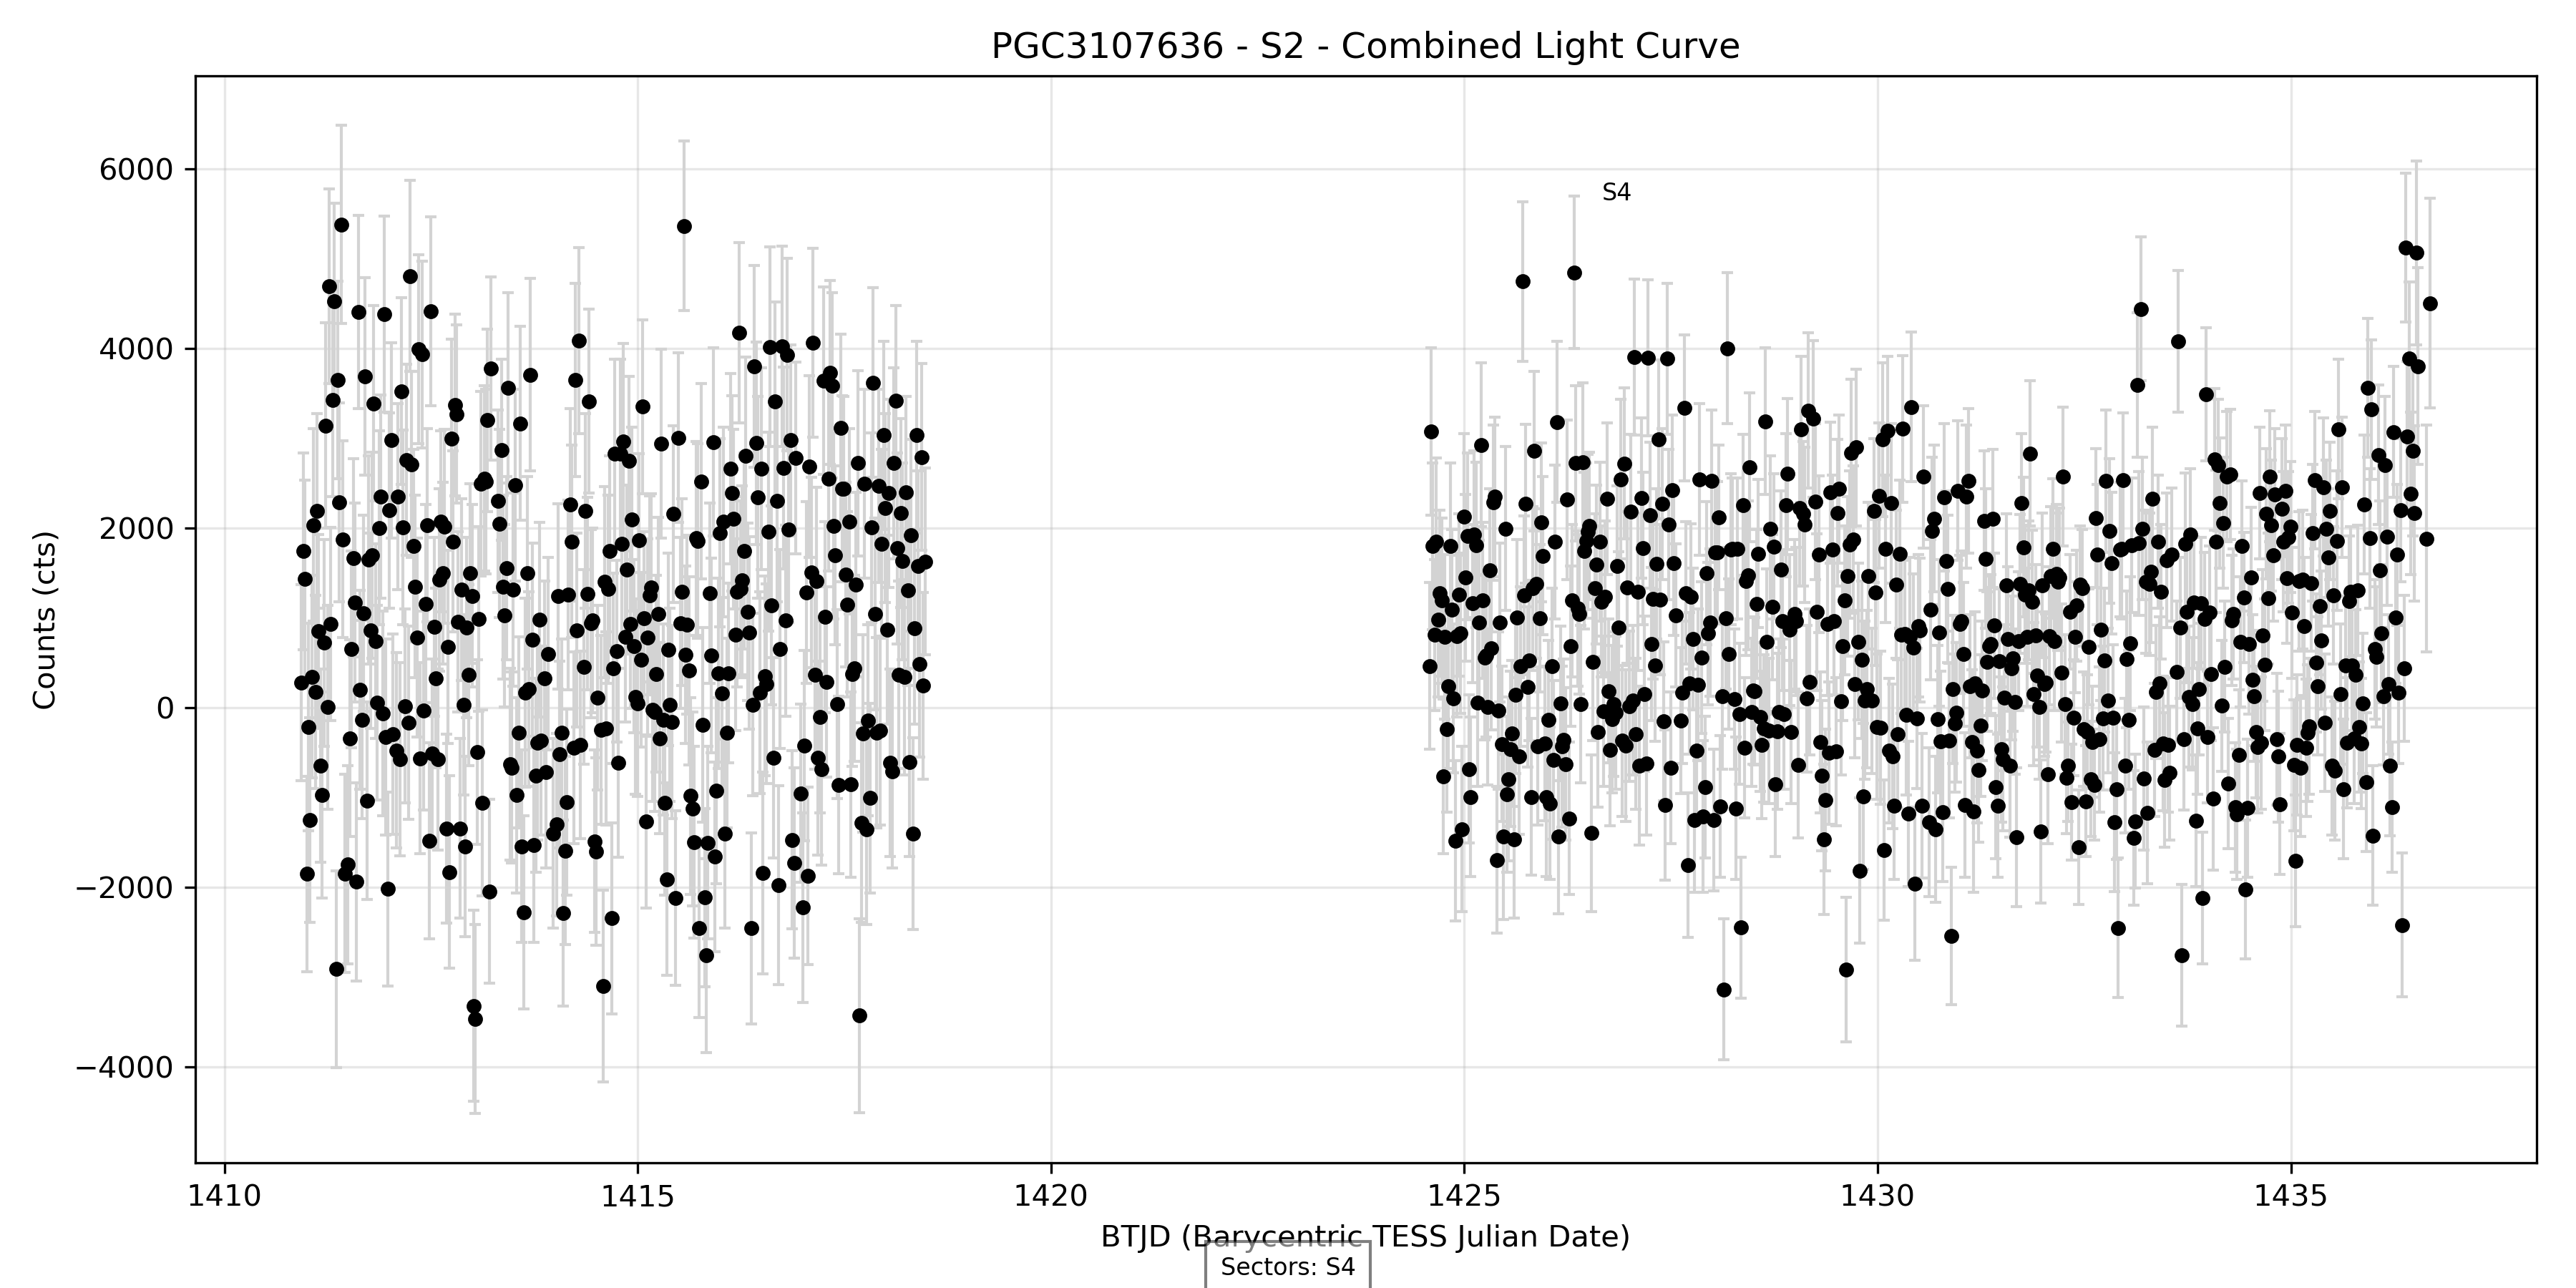 PGC3107636 - S2 - Combined Light Curve
6000
4000
2000
0
−2000
−4000
Counts (cts)
S4
1410
1415
1420
1425
1430
1435
BTJD (Barycentric TESS Julian Date)
Sectors: S4